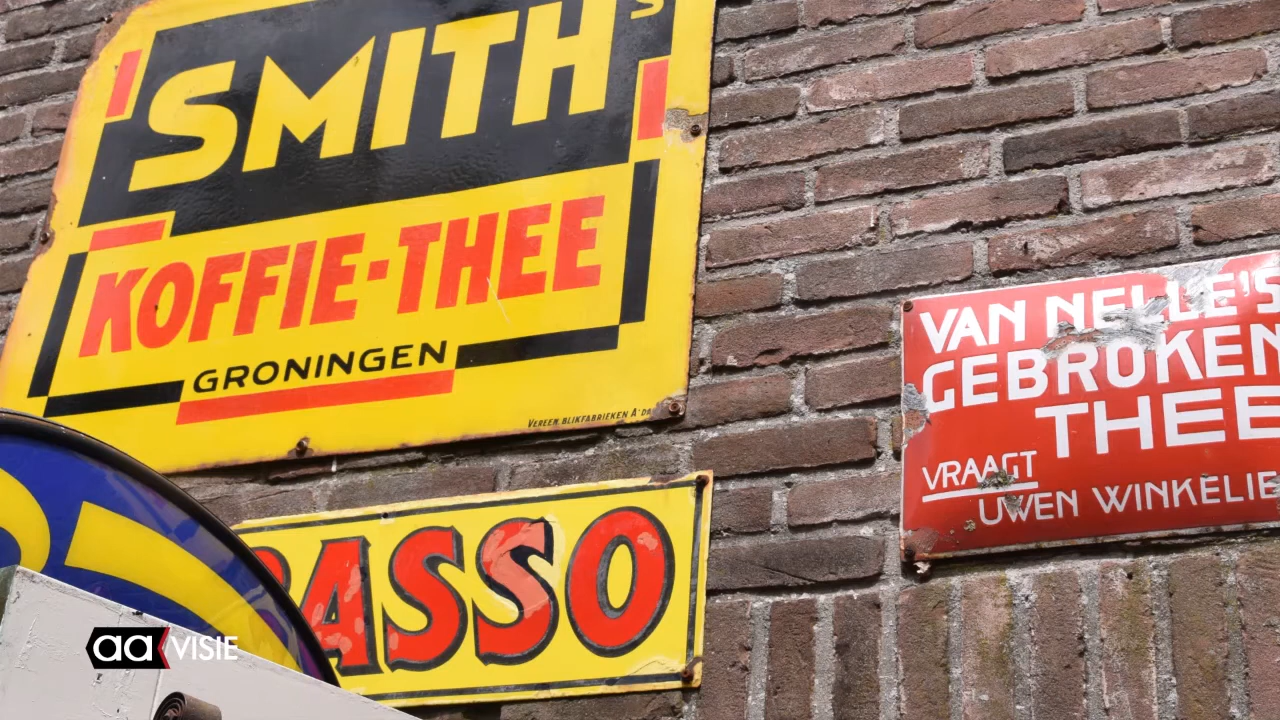 SMITH'S
KOFFIE-THEE
GRONINGEN
VEREEN. BLIKFABRIEKEN A'DA
VAN NELLE'S
GEBROKEN
THEE
VRAAGT
UWEN WINKELIE
ASSO
aa VISIE